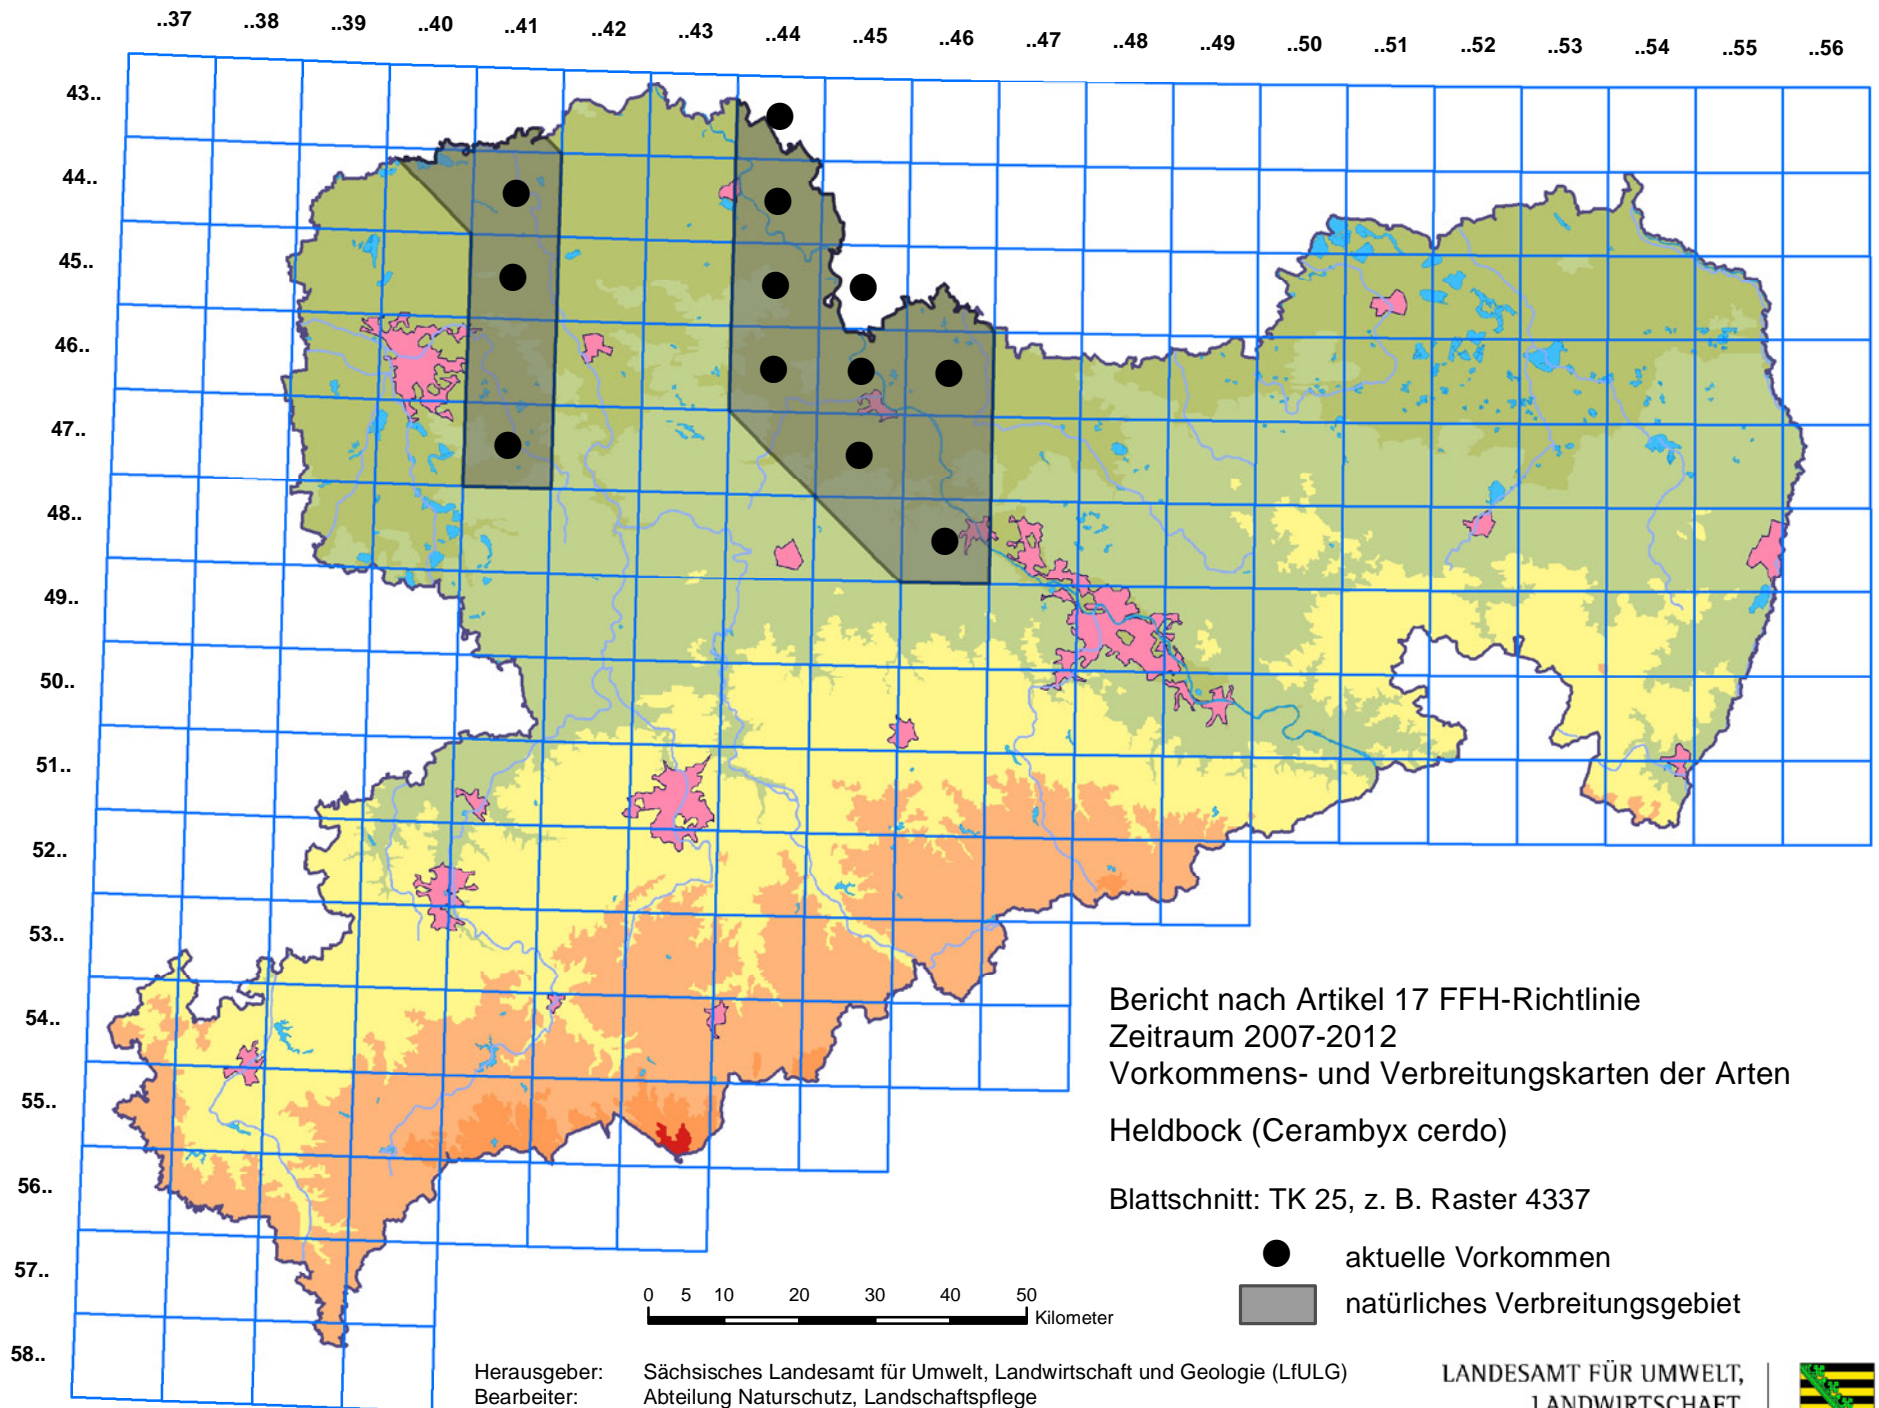 ..37 ..38 ..39 ..40 ..41 ..42 ..43 ..44 ..45 ..46 ..47 ..48 ..49 ..50 ..51 ..52 ..53 ..54 ..55 ..56
43..
44..
45..
46..
47..
48..
49..
50..
51..
52..
53..
54..
55..
56..
57..
58..
Bericht nach Artikel 17 FFH-Richtlinie
Zeitraum 2007-2012
Vorkommens- und Verbreitungskarten der Arten
Heldbock (Cerambyx cerdo)
Blattschnitt: TK 25, z. B. Raster 4337
aktuelle Vorkommen
natürliches Verbreitungsgebiet
0 5 10 20 30 40 50
Kilometer
Herausgeber: Sächsisches Landesamt für Umwelt, Landwirtschaft und Geologie (LfULG)
Bearbeiter: Abteilung Naturschutz, Landschaftspflege
LANDESAMT FÜR UMWELT,
LANDWIRTSCHAFT